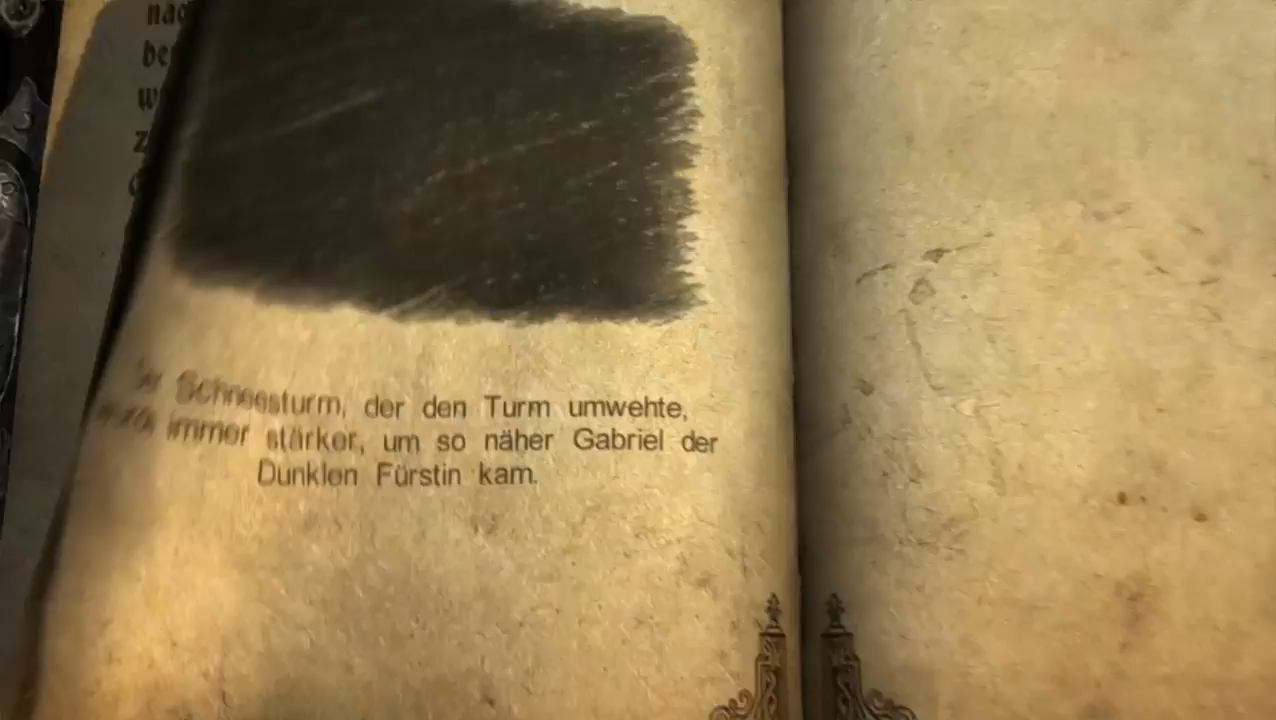 Schneesturm, der den Turm umwehte,
immer stärker, um so näher Gabriel der
Dunklen Fürstin kam.